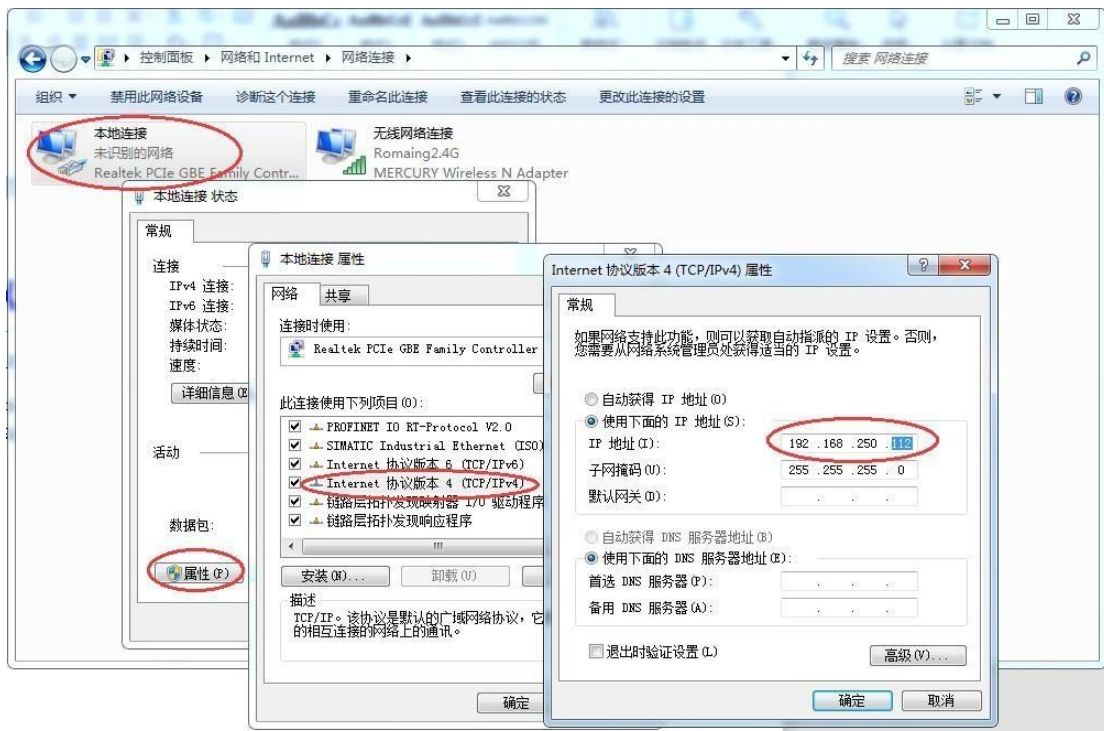 控制面板 ▸ 网络和 Internet ▸ 网络连接 ▸
搜索 网络连接
组织 禁用此网络设备 诊断这个连接 重命名此连接 查看此连接的状态 更改此连接的设置
本地连接
未识别的网络
Realtek PCIe GBE Family Contr...
无线网络连接
Romaing2.4G
MERCURY Wireless N Adapter
本地连接 状态
常规
连接
IPv4 连接:
IPv6 连接:
媒体状态:
持续时间:
速度:
详细信息(E
活动
数据包:
属性(P)
本地连接 属性
网络 共享
连接时使用:
Realtek PCIe GBE Family Controller
此连接使用下列项目(O):
PROFINET IO RT-Protocol V2.0
SIMATIC Industrial Ethernet (ISO)
Internet 协议版本 6 (TCP/IPv6)
Internet 协议版本 4 (TCP/IPv4)
链路层拓扑发现映射器 I/O 驱动程序
链路层拓扑发现响应程序
安装(N)... 卸载(U)
描述
TCP/IP。该协议是默认的广域网络协议，它
的相互连接的网络上的通讯。
确定
Internet 协议版本 4 (TCP/IPv4) 属性
常规
如果网络支持此功能，则可以获取自动指派的 IP 设置。否则，
您需要从网络系统管理员处获得适当的 IP 设置。
自动获得 IP 地址(O)
使用下面的 IP 地址(S):
IP 地址(I): 192 .168 .250 .112
子网掩码(U): 255 .255 .255 . 0
默认网关(D): . . .
自动获得 DNS 服务器地址(B)
使用下面的 DNS 服务器地址(E):
首选 DNS 服务器(P): . . .
备用 DNS 服务器(A): . . .
退出时验证设置(L)
高级(V)...
确定 取消